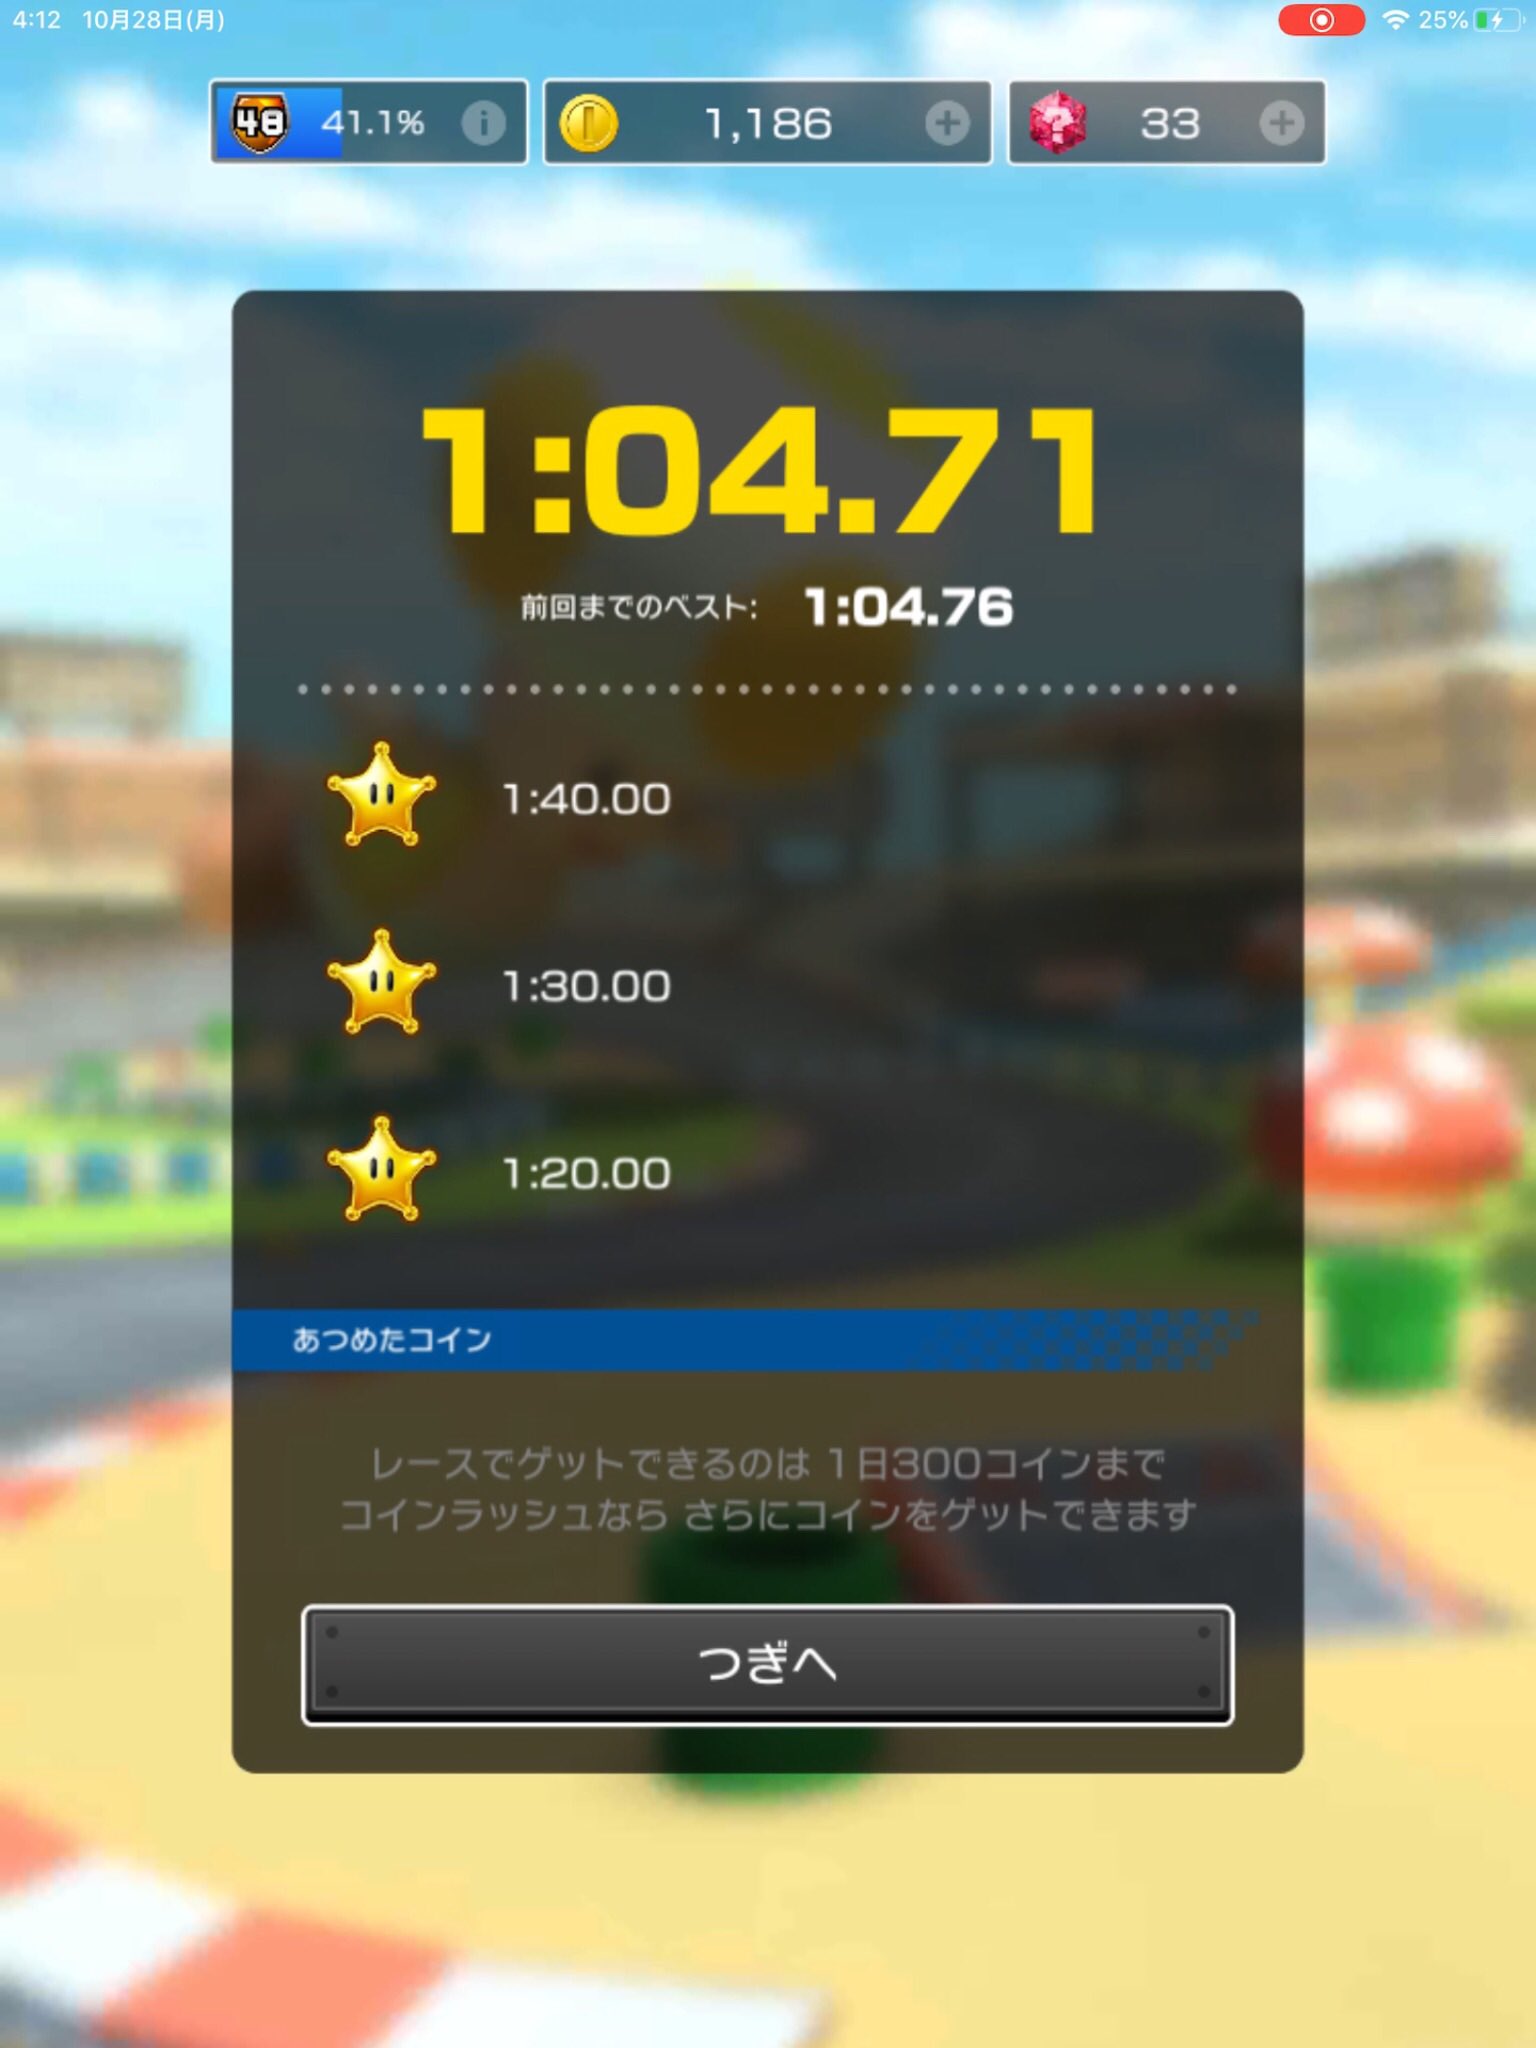 4:12 10月28日(月) 25%
48 41.1% 1,186 33
1:04.71
前回までのベスト: 1:04.76
1:40.00
1:30.00
1:20.00
あつめたコイン
レースでゲットできるのは 1日300コインまで
コインラッシュなら さらにコインをゲットできます
つぎへ